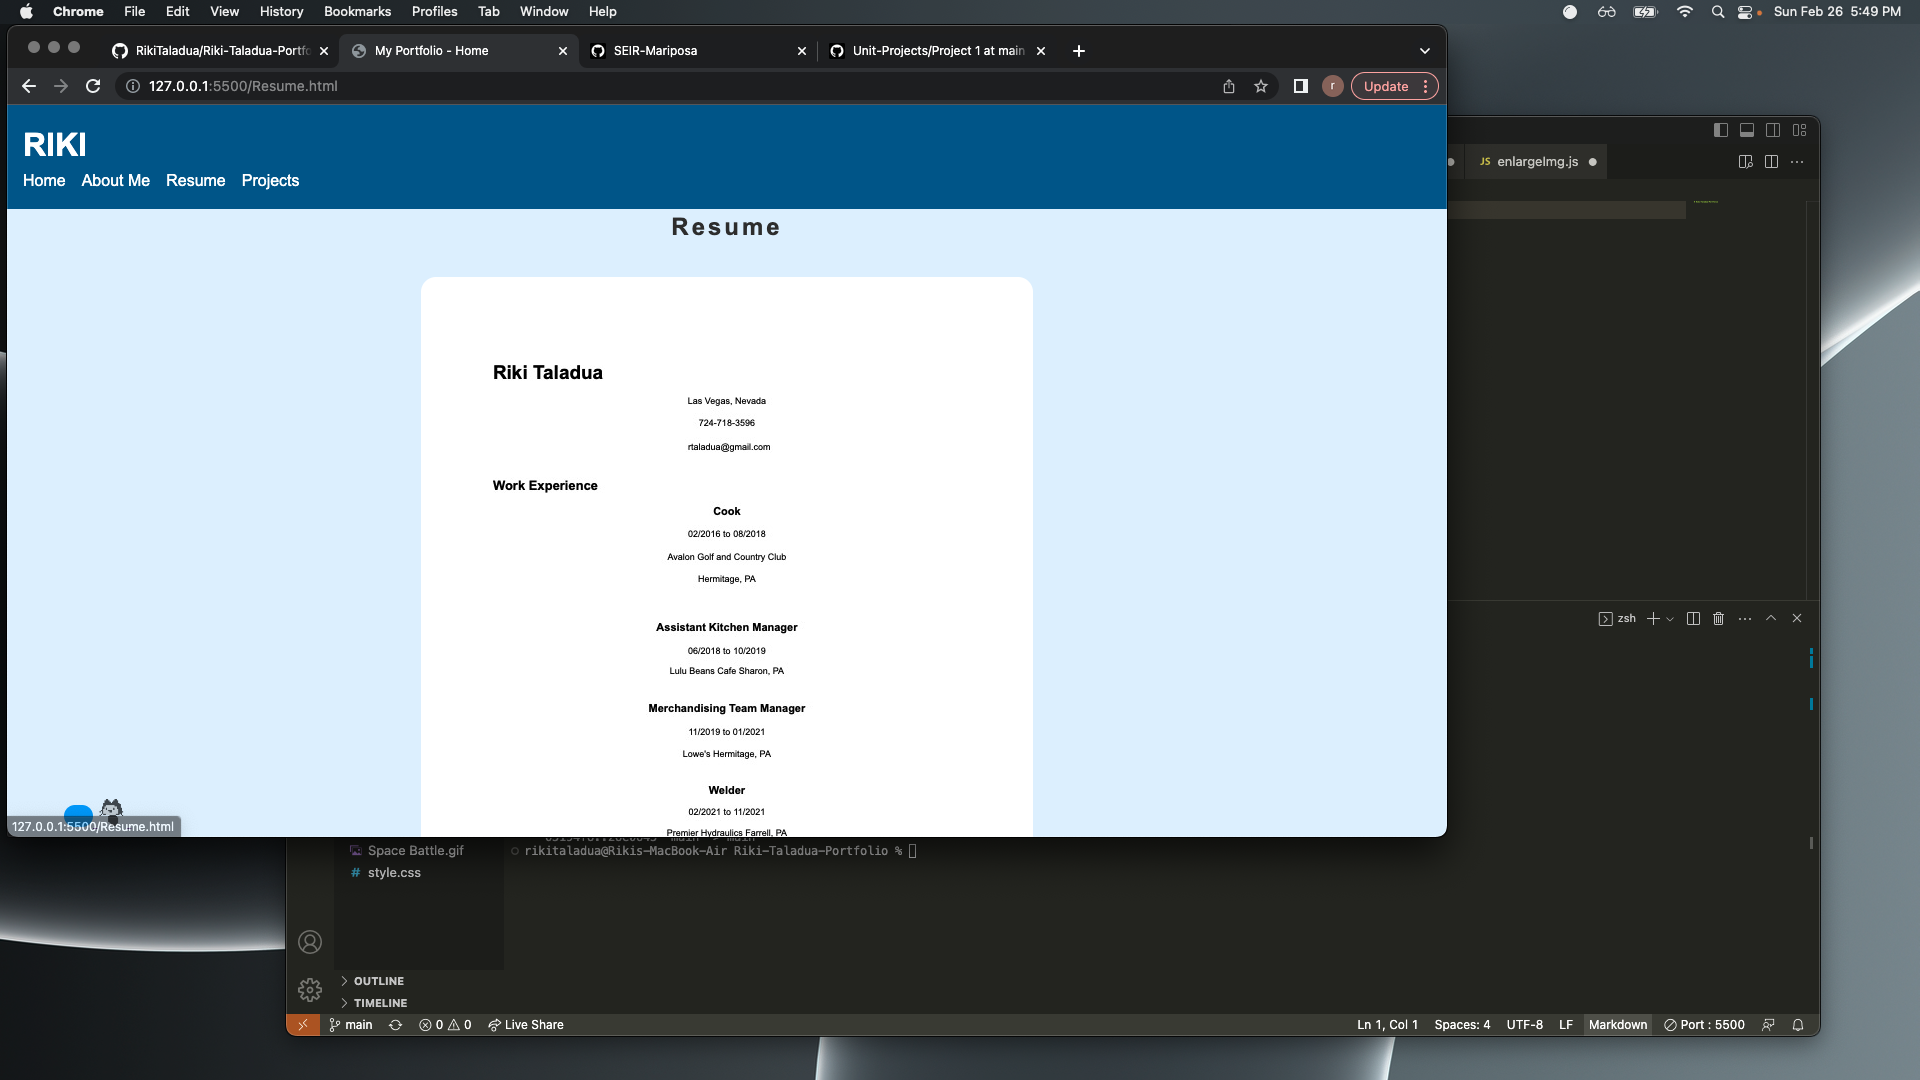 Chrome File Edit View History Bookmarks Profiles Tab Window Help Sun Feb 26 5:49 PM
RikiTaladua/Riki-Taladua-Portfo My Portfolio - Home SEIR-Mariposa Unit-Projects/Project 1 at main
127.0.0.1:5500/Resume.html r Update
RIKI
Home About Me Resume Projects
JS enlargeImg.js
Resume
Riki Taladua
Las Vegas, Nevada
724-718-3596
rtaladua@gmail.com
Work Experience
Cook
02/2016 to 08/2018
Avalon Golf and Country Club
Hermitage, PA
Assistant Kitchen Manager
06/2018 to 10/2019
Lulu Beans Cafe Sharon, PA
Merchandising Team Manager
11/2019 to 01/2021
Lowe's Hermitage, PA
Welder
02/2021 to 11/2021
Premier Hydraulics Farrell, PA
127.0.0.1:5500/Resume.html
zsh
Space Battle.gif
# style.css
rikitaladua@Rikis-MacBook-Air Riki-Taladua-Portfolio %
OUTLINE
TIMELINE
main 0 0 Live Share Ln 1, Col 1 Spaces: 4 UTF-8 LF Markdown Port : 5500